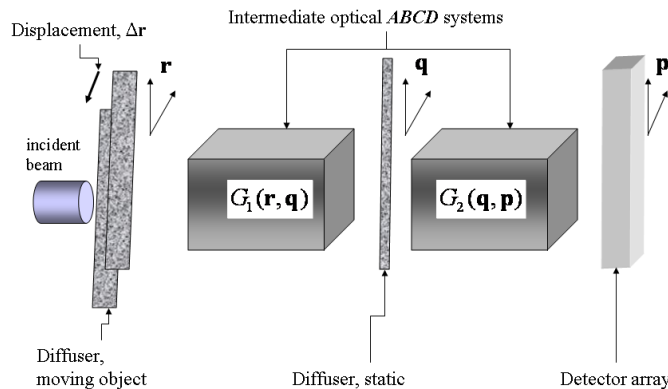 Intermediate optical ABCD systems
Displacement, Δr
r
q
p
incident
beam
G₁(r,q)
G₂(q,p)
Diffuser,
moving object
Diffuser, static
Detector array